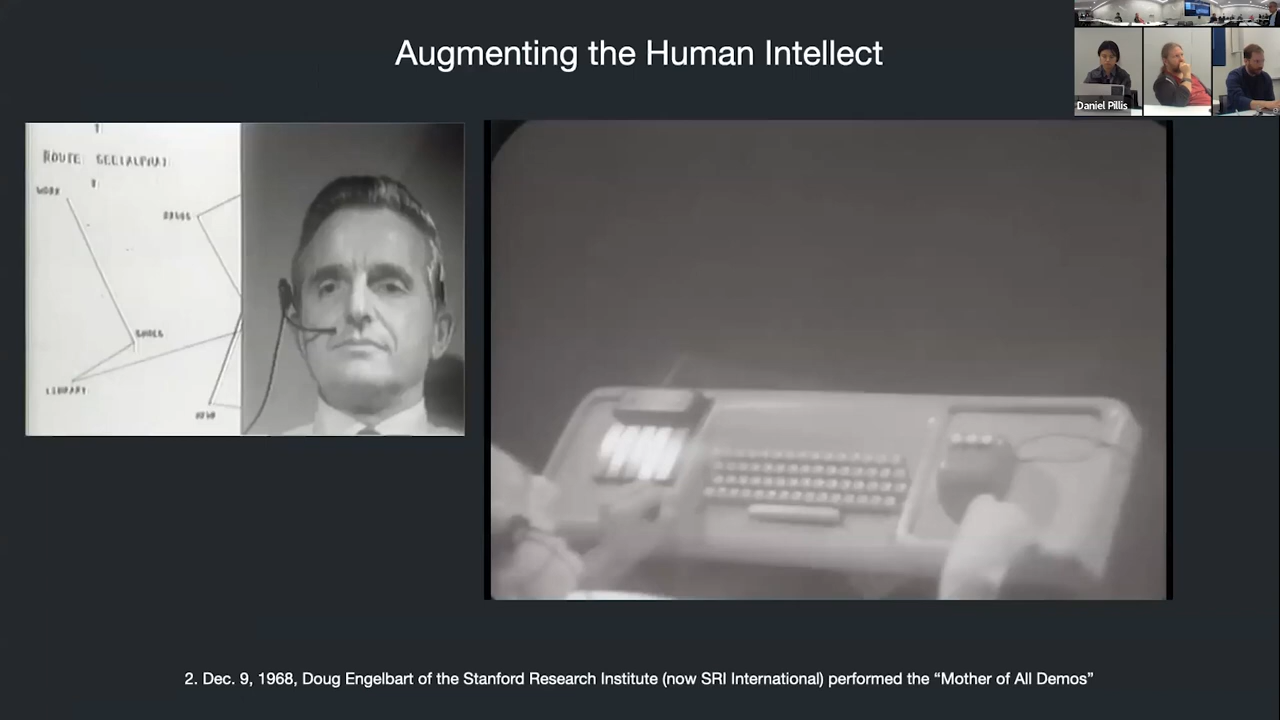 Augmenting the Human Intellect
Daniel Pillis
WORK
LIBRARY
2. Dec. 9, 1968, Doug Engelbart of the Stanford Research Institute (now SRI International) performed the “Mother of All Demos”